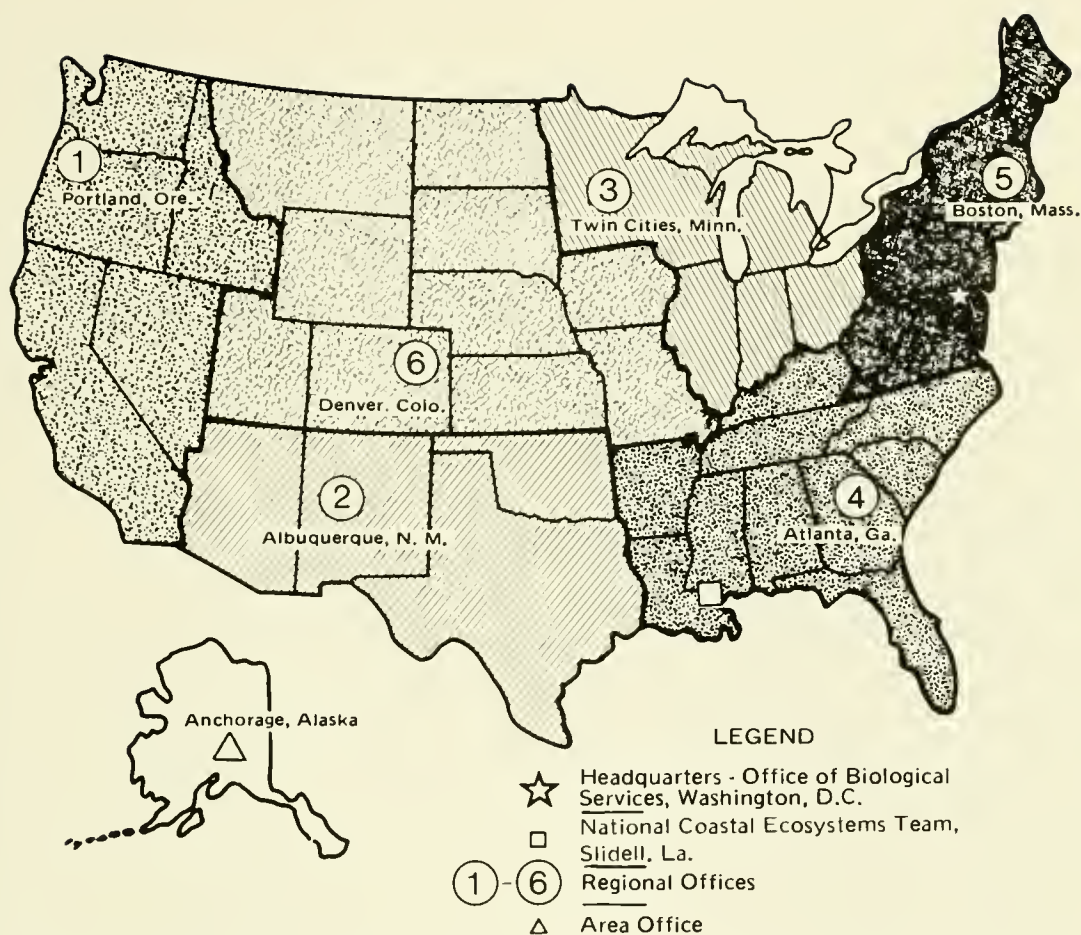 1
Portland, Ore.
3
Twin Cities, Minn.
5
Boston, Mass.
6
Denver. Colo.
2
Albuquerque, N. M.
4
Atlanta, Ga.
Anchorage, Alaska
LEGEND
Headquarters - Office of Biological
Services, Washington, D.C.
National Coastal Ecosystems Team,
Slidell, La.
1 - 6 Regional Offices
Area Office